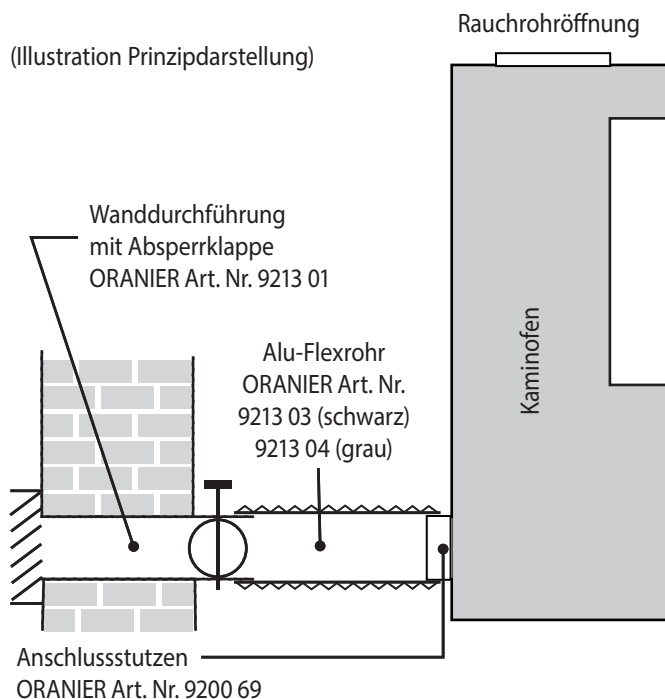 Rauchrohröffnung
(Illustration Prinzipdarstellung)
Wanddurchführung
mit Absperrklappe
ORANIER Art. Nr. 9213 01
Alu-Flexrohr
ORANIER Art. Nr.
9213 03 (schwarz)
9213 04 (grau)
Kaminofen
Anschlussstutzen
ORANIER Art. Nr. 9200 69